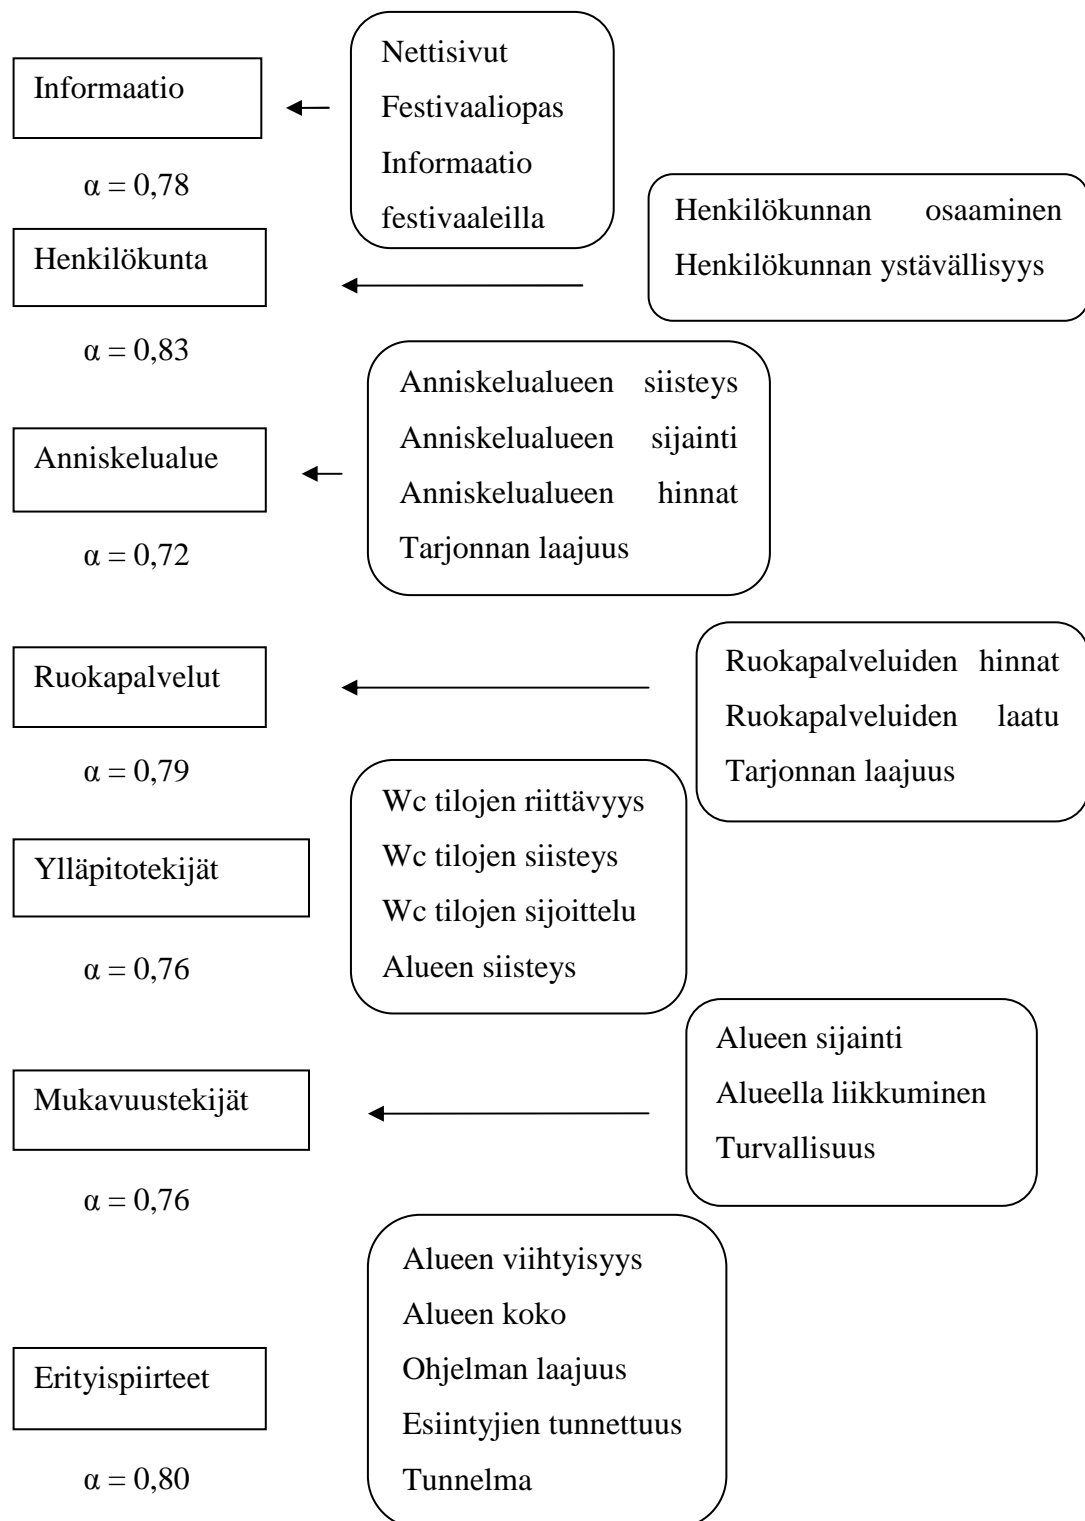 Informaatio
α = 0,78
Nettisivut
Festivaaliopas
Informaatio
festivaaleilla
Henkilökunta
α = 0,83
Henkilökunnan osaaminen
Henkilökunnan ystävällisyys
Anniskelualue
α = 0,72
Anniskelualueen siisteys
Anniskelualueen sijainti
Anniskelualueen hinnat
Tarjonnan laajuus
Ruokapalvelut
α = 0,79
Ruokapalveluiden hinnat
Ruokapalveluiden laatu
Tarjonnan laajuus
Ylläpitotekijät
α = 0,76
Wc tilojen riittävyys
Wc tilojen siisteys
Wc tilojen sijoittelu
Alueen siisteys
Mukavuustekijät
α = 0,76
Alueen sijainti
Alueella liikkuminen
Turvallisuus
Erityispiirteet
α = 0,80
Alueen viihtyisyys
Alueen koko
Ohjelman laajuus
Esiintyjien tunnettuus
Tunnelma